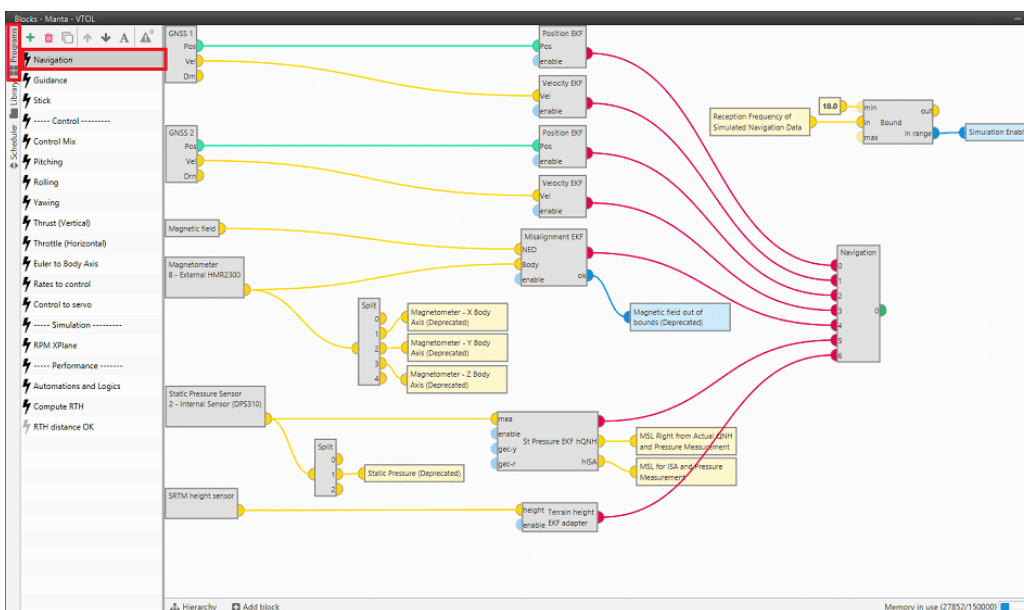 Blocks - Manta - VTOL
Programs
Library
Scheduler
A
Navigation
Guidance
Stick
----- Control ---------
Control Mix
Pitching
Rolling
Yawing
Thrust (Vertical)
Throttle (Horizontal)
Euler to Body Axis
Rates to control
Control to servo
----- Simulation ---------
RPM XPlane
----- Performance -------
Automations and Logics
Compute RTH
RTH distance OK
GNSS 1
Pos
Vel
Drn
GNSS 2
Pos
Vel
Drn
Magnetic field
Magnetometer
8 - External HMR2300
Static Pressure Sensor
2 - Internal Sensor (DPS310)
SRTM height sensor
Split
0
1
2
3
4
Magnetometer - X Body
Axis (Deprecated)
Magnetometer - Y Body
Axis (Deprecated)
Magnetometer - Z Body
Axis (Deprecated)
Split
0
1
2
Static Pressure (Deprecated)
Position EKF
Pos
enable
Velocity EKF
Vel
enable
Position EKF
Pos
enable
Velocity EKF
Vel
enable
Misalignment EKF
NED
Body
enable
ok
Magnetic field out of
bounds (Deprecated)
mea
enable
St Pressure EKF hQNH
gec-y
gec-r
hISA
MSL Right from Actual QNH
and Pressure Measurement
MSL for ISA and Pressure
Measurement
height
Terrain height
enable
EKF adapter
Reception Frequency of
Simulated Navigation Data
10.0
min
out
in
Bound
in range
max
Simulation Enabl
Navigation
0
1
2
3
4
5
6
0
Hierarchy
Add block
Memory in use (27852/150000)